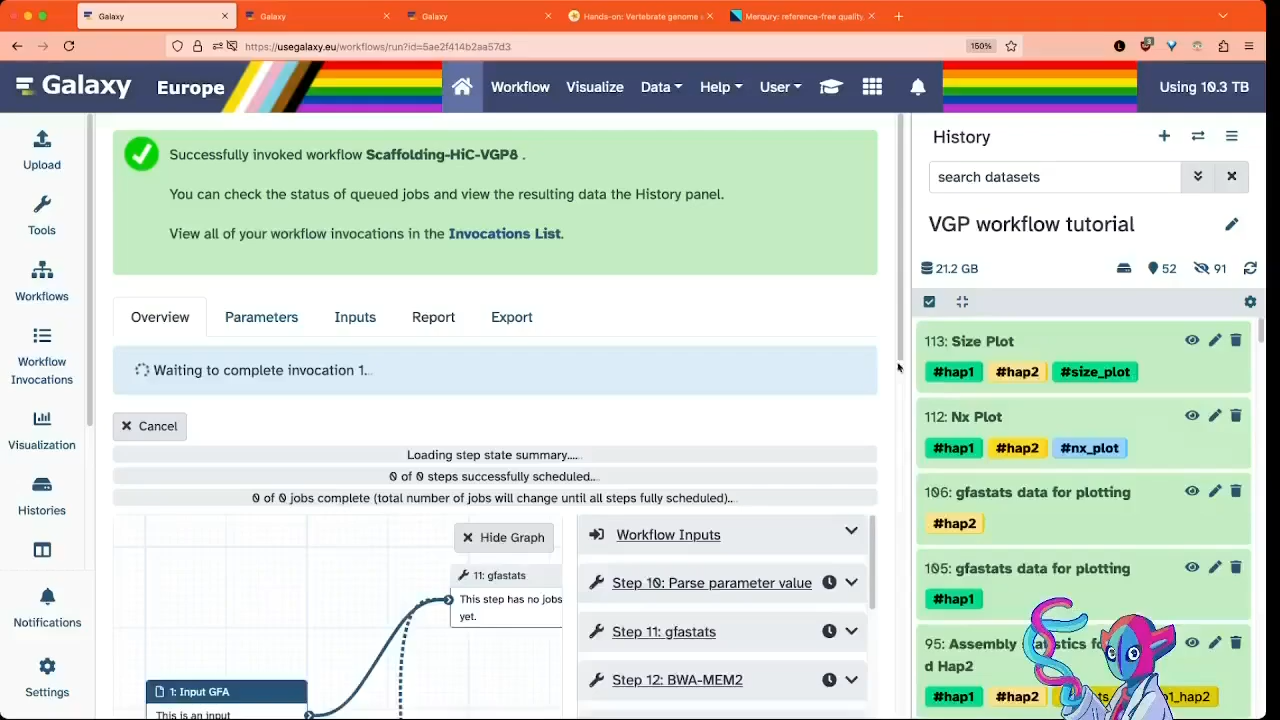 Galaxy
Galaxy
Galaxy
Hands-on: Vertebrate genome
Merqury: reference-free quality,
https://usegalaxy.eu/workflows/run?id=5ae2f414b2aa57d3
150%
Galaxy Europe
Workflow
Visualize
Data
Help
User
Using 10.3 TB
Upload
Tools
Workflows
Workflow
Invocations
Visualization
Histories
Notifications
Settings
Successfully invoked workflow Scaffolding-HiC-VGP8 .
You can check the status of queued jobs and view the resulting data the History panel.
View all of your workflow invocations in the Invocations List.
Overview
Parameters
Inputs
Report
Export
Waiting to complete invocation 1...
Cancel
Loading step state summary.....
0 of 0 steps successfully scheduled...
0 of 0 jobs complete (total number of jobs will change until all steps fully scheduled)...
Hide Graph
11: gfastats
This step has no jobs
yet.
1: Input GFA
This is an input
Workflow Inputs
Step 10: Parse parameter value
Step 11: gfastats
Step 12: BWA-MEM2
History
search datasets
VGP workflow tutorial
21.2 GB
52
91
113: Size Plot
#hap1 #hap2 #size_plot
112: Nx Plot
#hap1 #hap2 #nx_plot
106: gfastats data for plotting
#hap2
105: gfastats data for plotting
#hap1
95: Assembly
d Hap2
#hap1 #hap2